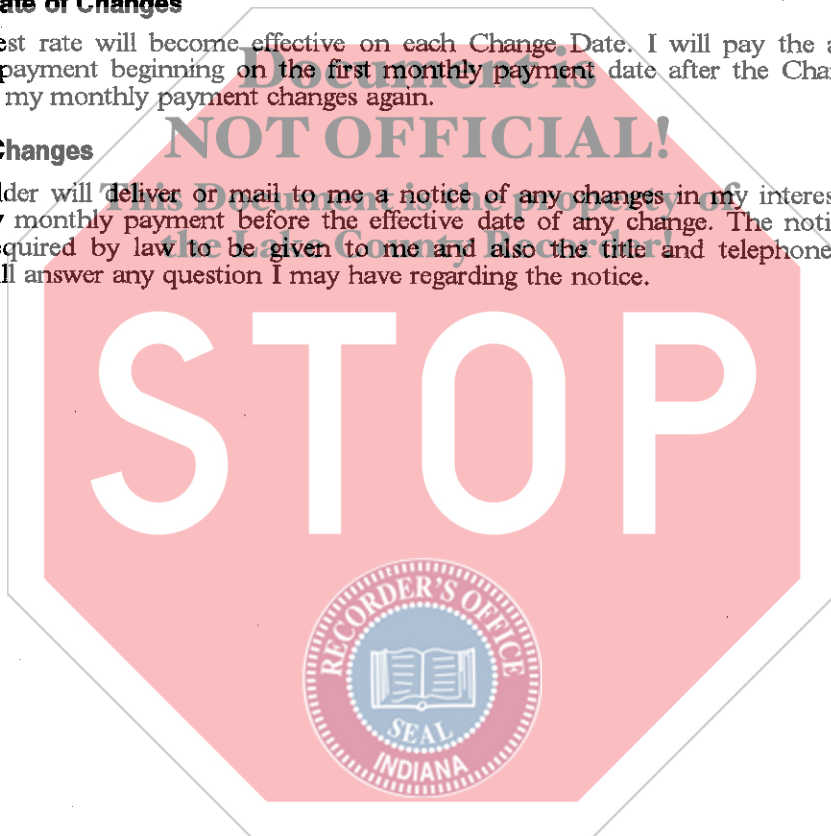 ate of Changes
est rate will become effective on each Change Date. I will pay the a
payment beginning on the first monthly payment date after the Cha
my monthly payment changes again.
Document is
NOT OFFICIAL!
Changes
This Document is the property of
the Lake County Recorder!
lder will deliver or mail to me a notice of any changes in my interes
y monthly payment before the effective date of any change. The noti
quired by law to be given to me and also the title and telephone
ll answer any question I may have regarding the notice.
STOP
RECORDER'S OFFICE
SEAL
INDIANA